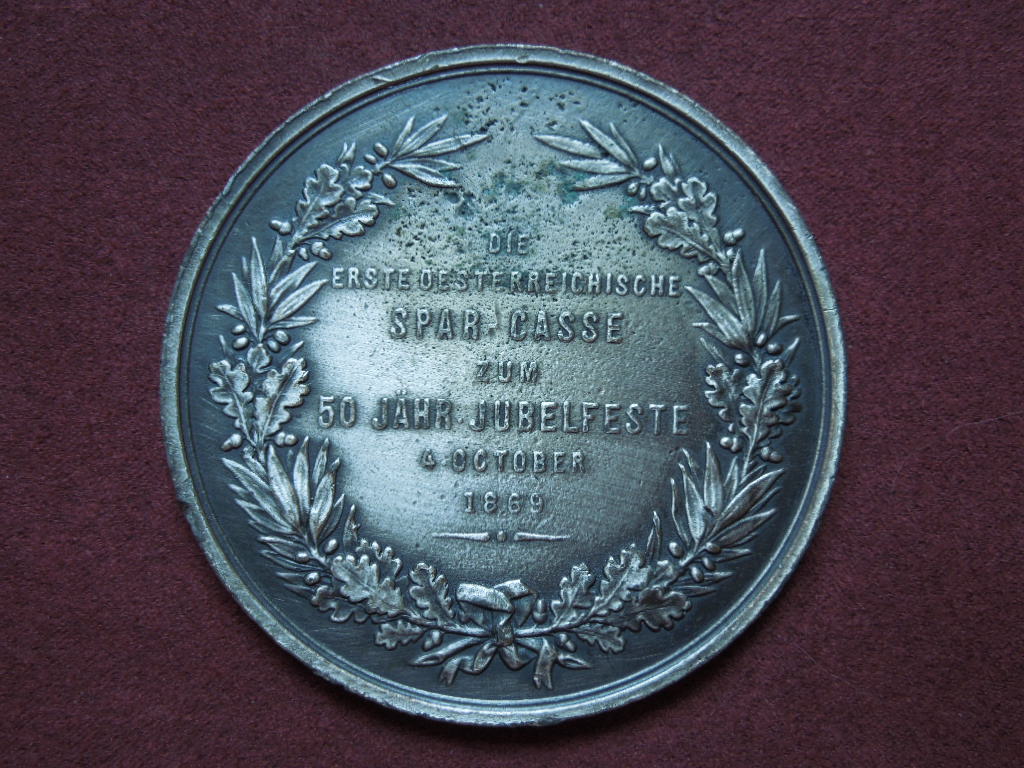 DIE
ERSTE OESTERREICHISCHE
SPAR-CASSE
ZUM
50 JÄHR. JUBELFESTE
4. OCTOBER
1869